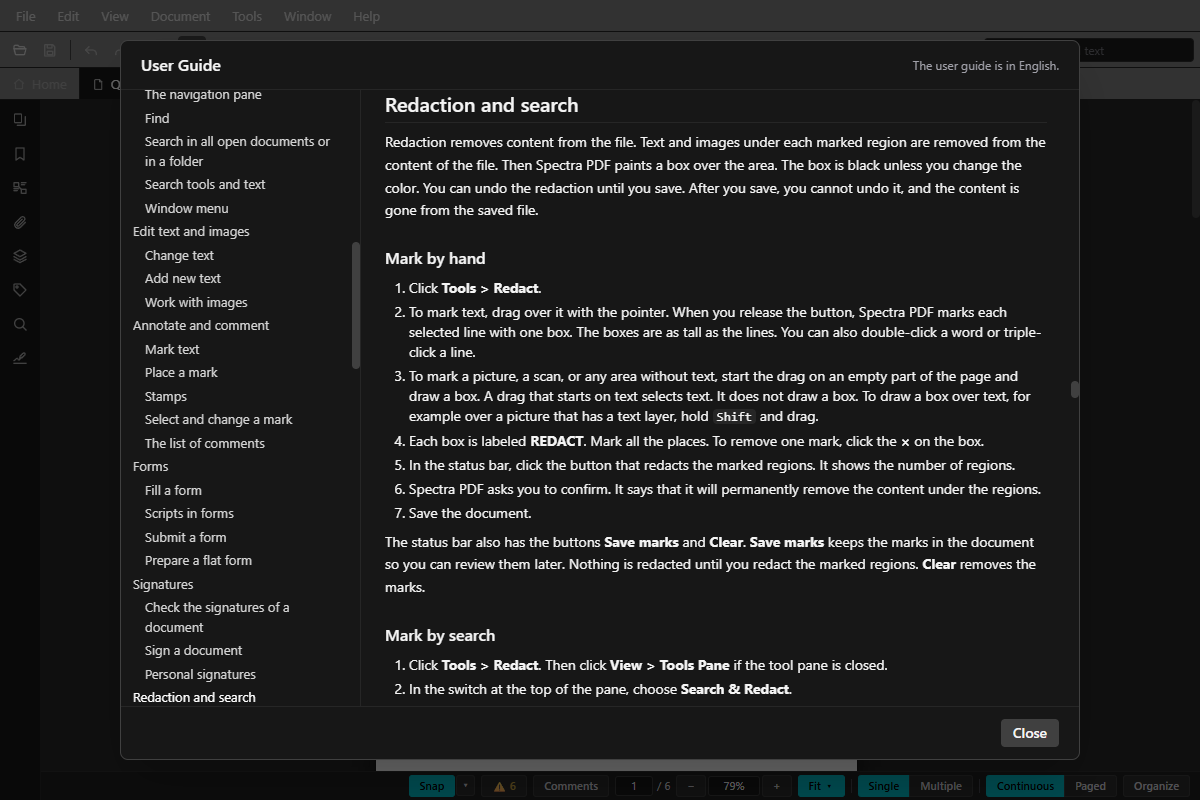 File Edit View Document Tools Window Help
text
Home
Q
User Guide
The user guide is in English.
The navigation pane
Find
Search in all open documents or
in a folder
Search tools and text
Window menu
Edit text and images
Change text
Add new text
Work with images
Annotate and comment
Mark text
Place a mark
Stamps
Select and change a mark
The list of comments
Forms
Fill a form
Scripts in forms
Submit a form
Prepare a flat form
Signatures
Check the signatures of a
document
Sign a document
Personal signatures
Redaction and search
Redaction and search
Redaction removes content from the file. Text and images under each marked region are removed from the
content of the file. Then Spectra PDF paints a box over the area. The box is black unless you change the
color. You can undo the redaction until you save. After you save, you cannot undo it, and the content is
gone from the saved file.
Mark by hand
1. Click Tools > Redact.
2. To mark text, drag over it with the pointer. When you release the button, Spectra PDF marks each
selected line with one box. The boxes are as tall as the lines. You can also double-click a word or triple-
click a line.
3. To mark a picture, a scan, or any area without text, start the drag on an empty part of the page and
draw a box. A drag that starts on text selects text. It does not draw a box. To draw a box over text, for
example over a picture that has a text layer, hold Shift and drag.
4. Each box is labeled REDACT. Mark all the places. To remove one mark, click the × on the box.
5. In the status bar, click the button that redacts the marked regions. It shows the number of regions.
6. Spectra PDF asks you to confirm. It says that it will permanently remove the content under the regions.
7. Save the document.
The status bar also has the buttons Save marks and Clear. Save marks keeps the marks in the document
so you can review them later. Nothing is redacted until you redact the marked regions. Clear removes the
marks.
Mark by search
1. Click Tools > Redact. Then click View > Tools Pane if the tool pane is closed.
2. In the switch at the top of the pane, choose Search & Redact.
Close
Snap 6 Comments 1 / 6 − 79% + Fit Single Multiple Continuous Paged Organize